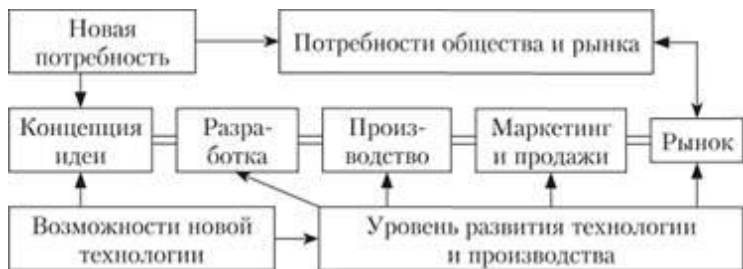 Новая
потребность
Потребности общества и рынка
Концепция
идеи
Разра-
ботка
Произ-
водство
Маркетинг
и продажи
Рынок
Возможности новой
технологии
Уровень развития технологии
и производства